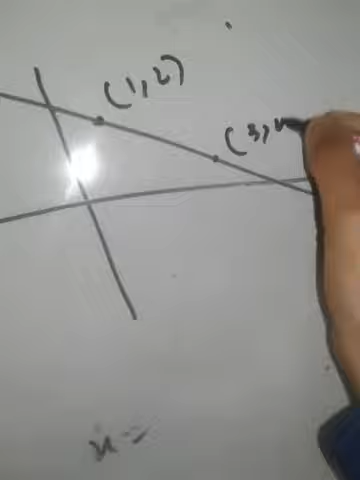 (1,2)
(3,
x=